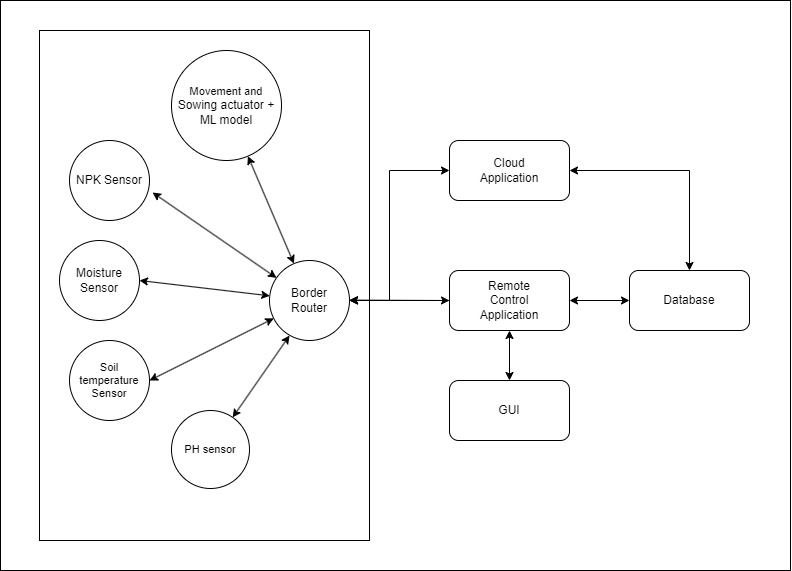 Movement and
Sowing actuator +
ML model
NPK Sensor
Moisture
Sensor
Soil
temperature
Sensor
PH sensor
Border
Router
Cloud
Application
Remote
Control
Application
Database
GUI